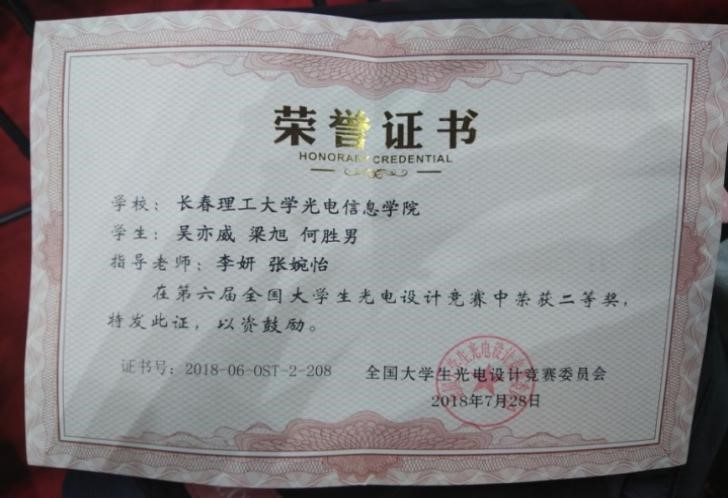 荣誉证书
HONORARY CREDENTIAL
学校：长春理工大学光电信息学院
学生：吴亦威 梁旭 何胜男
指导老师：李妍 张婉怡
在第六届全国大学生光电设计竞赛中荣获二等奖，
特发此证，以资鼓励。
证书号：2018-06-OST-2-208
全国大学生光电设计竞赛委员会
2018年7月28日